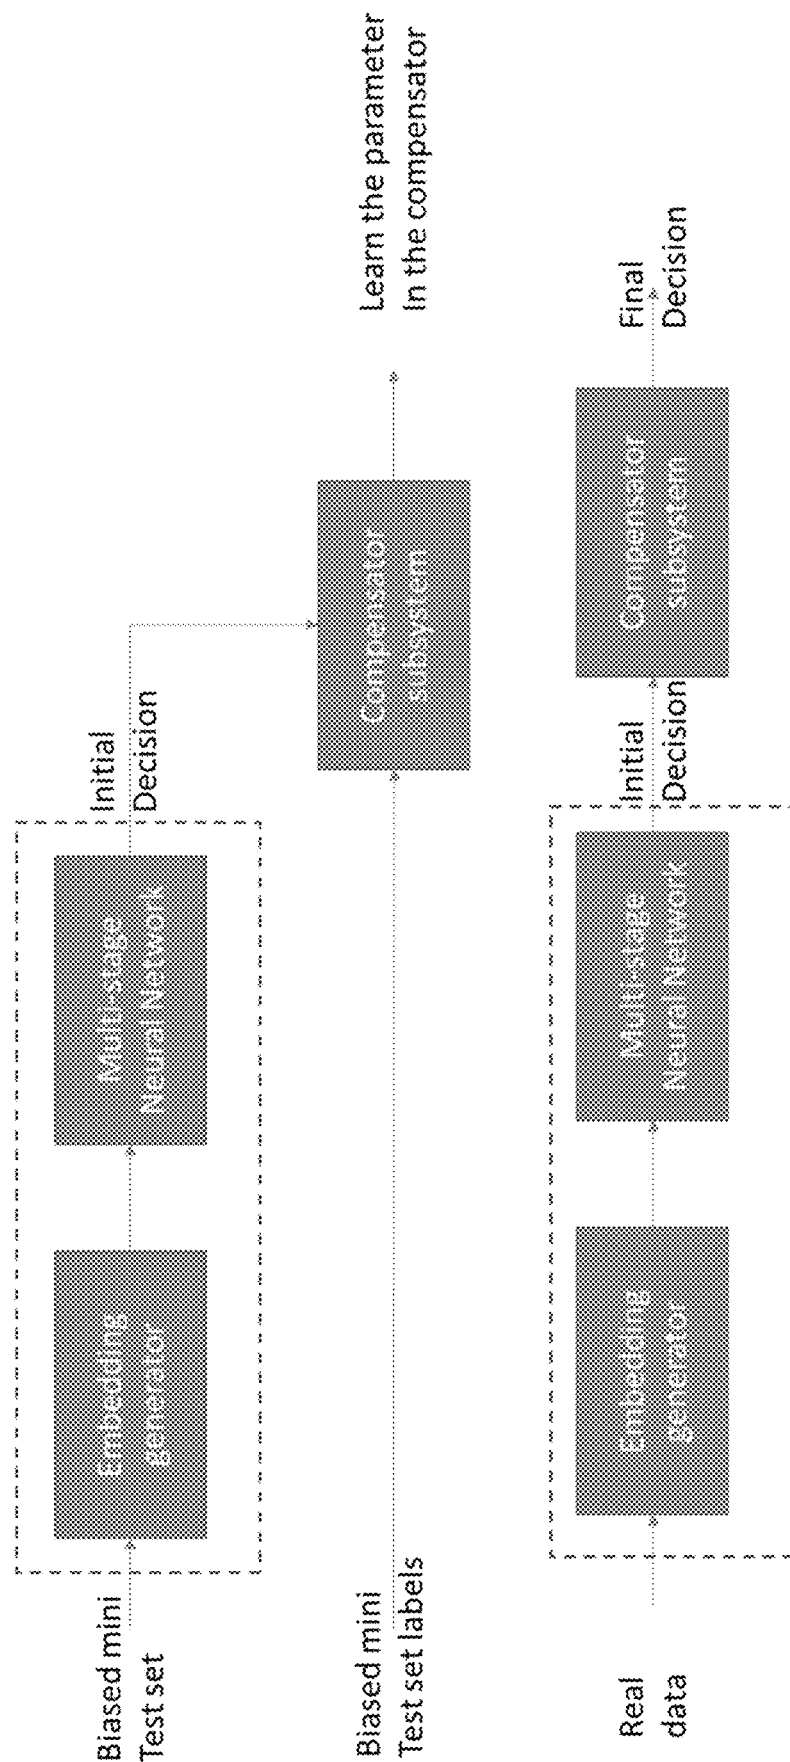 Biased mini
Test set
Embedding
generator
Multi-stage
Neural Network
Initial
Decision
Biased mini
Test set labels
Compensator
subsystem
Learn the parameter
In the compensator
Real
data
Embedding
generator
Multi-stage
Neural Network
Initial
Decision
Compensator
subsystem
Final
Decision